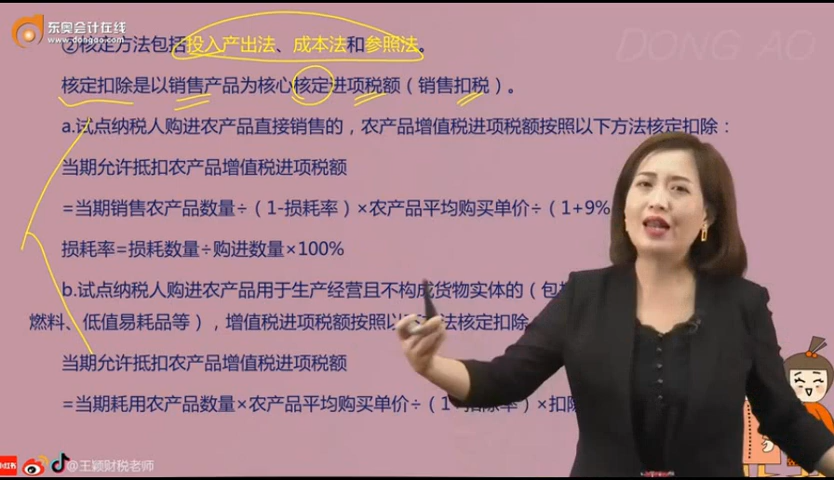 东奥会计在线
www.dongao.com
DONG AO
②核定方法包括投入产出法、成本法和参照法。
核定扣除是以销售产品为核心核定进项税额（销售扣税）。
a.试点纳税人购进农产品直接销售的，农产品增值税进项税额按照以下方法核定扣除：
当期允许抵扣农产品增值税进项税额
=当期销售农产品数量÷（1-损耗率）×农产品平均购买单价÷（1+9%
损耗率=损耗数量÷购进数量×100%
b.试点纳税人购进农产品用于生产经营且不构成货物实体的（包
燃料、低值易耗品等），增值税进项税额按照以 法核定扣除
当期允许抵扣农产品增值税进项税额
=当期耗用农产品数量×农产品平均购买单价÷（1 扣除率）×扣除
小红书 @王颖财税老师